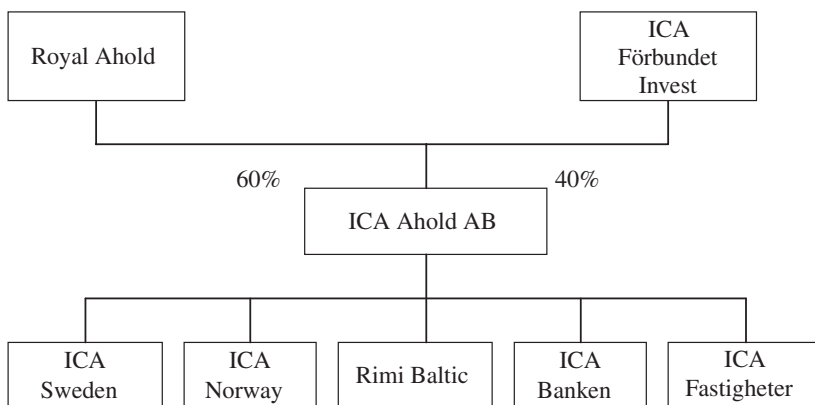 Royal Ahold
ICA
Förbundet
Invest
60%
40%
ICA Ahold AB
ICA
Sweden
ICA
Norway
Rimi Baltic
ICA
Banken
ICA
Fastigheter